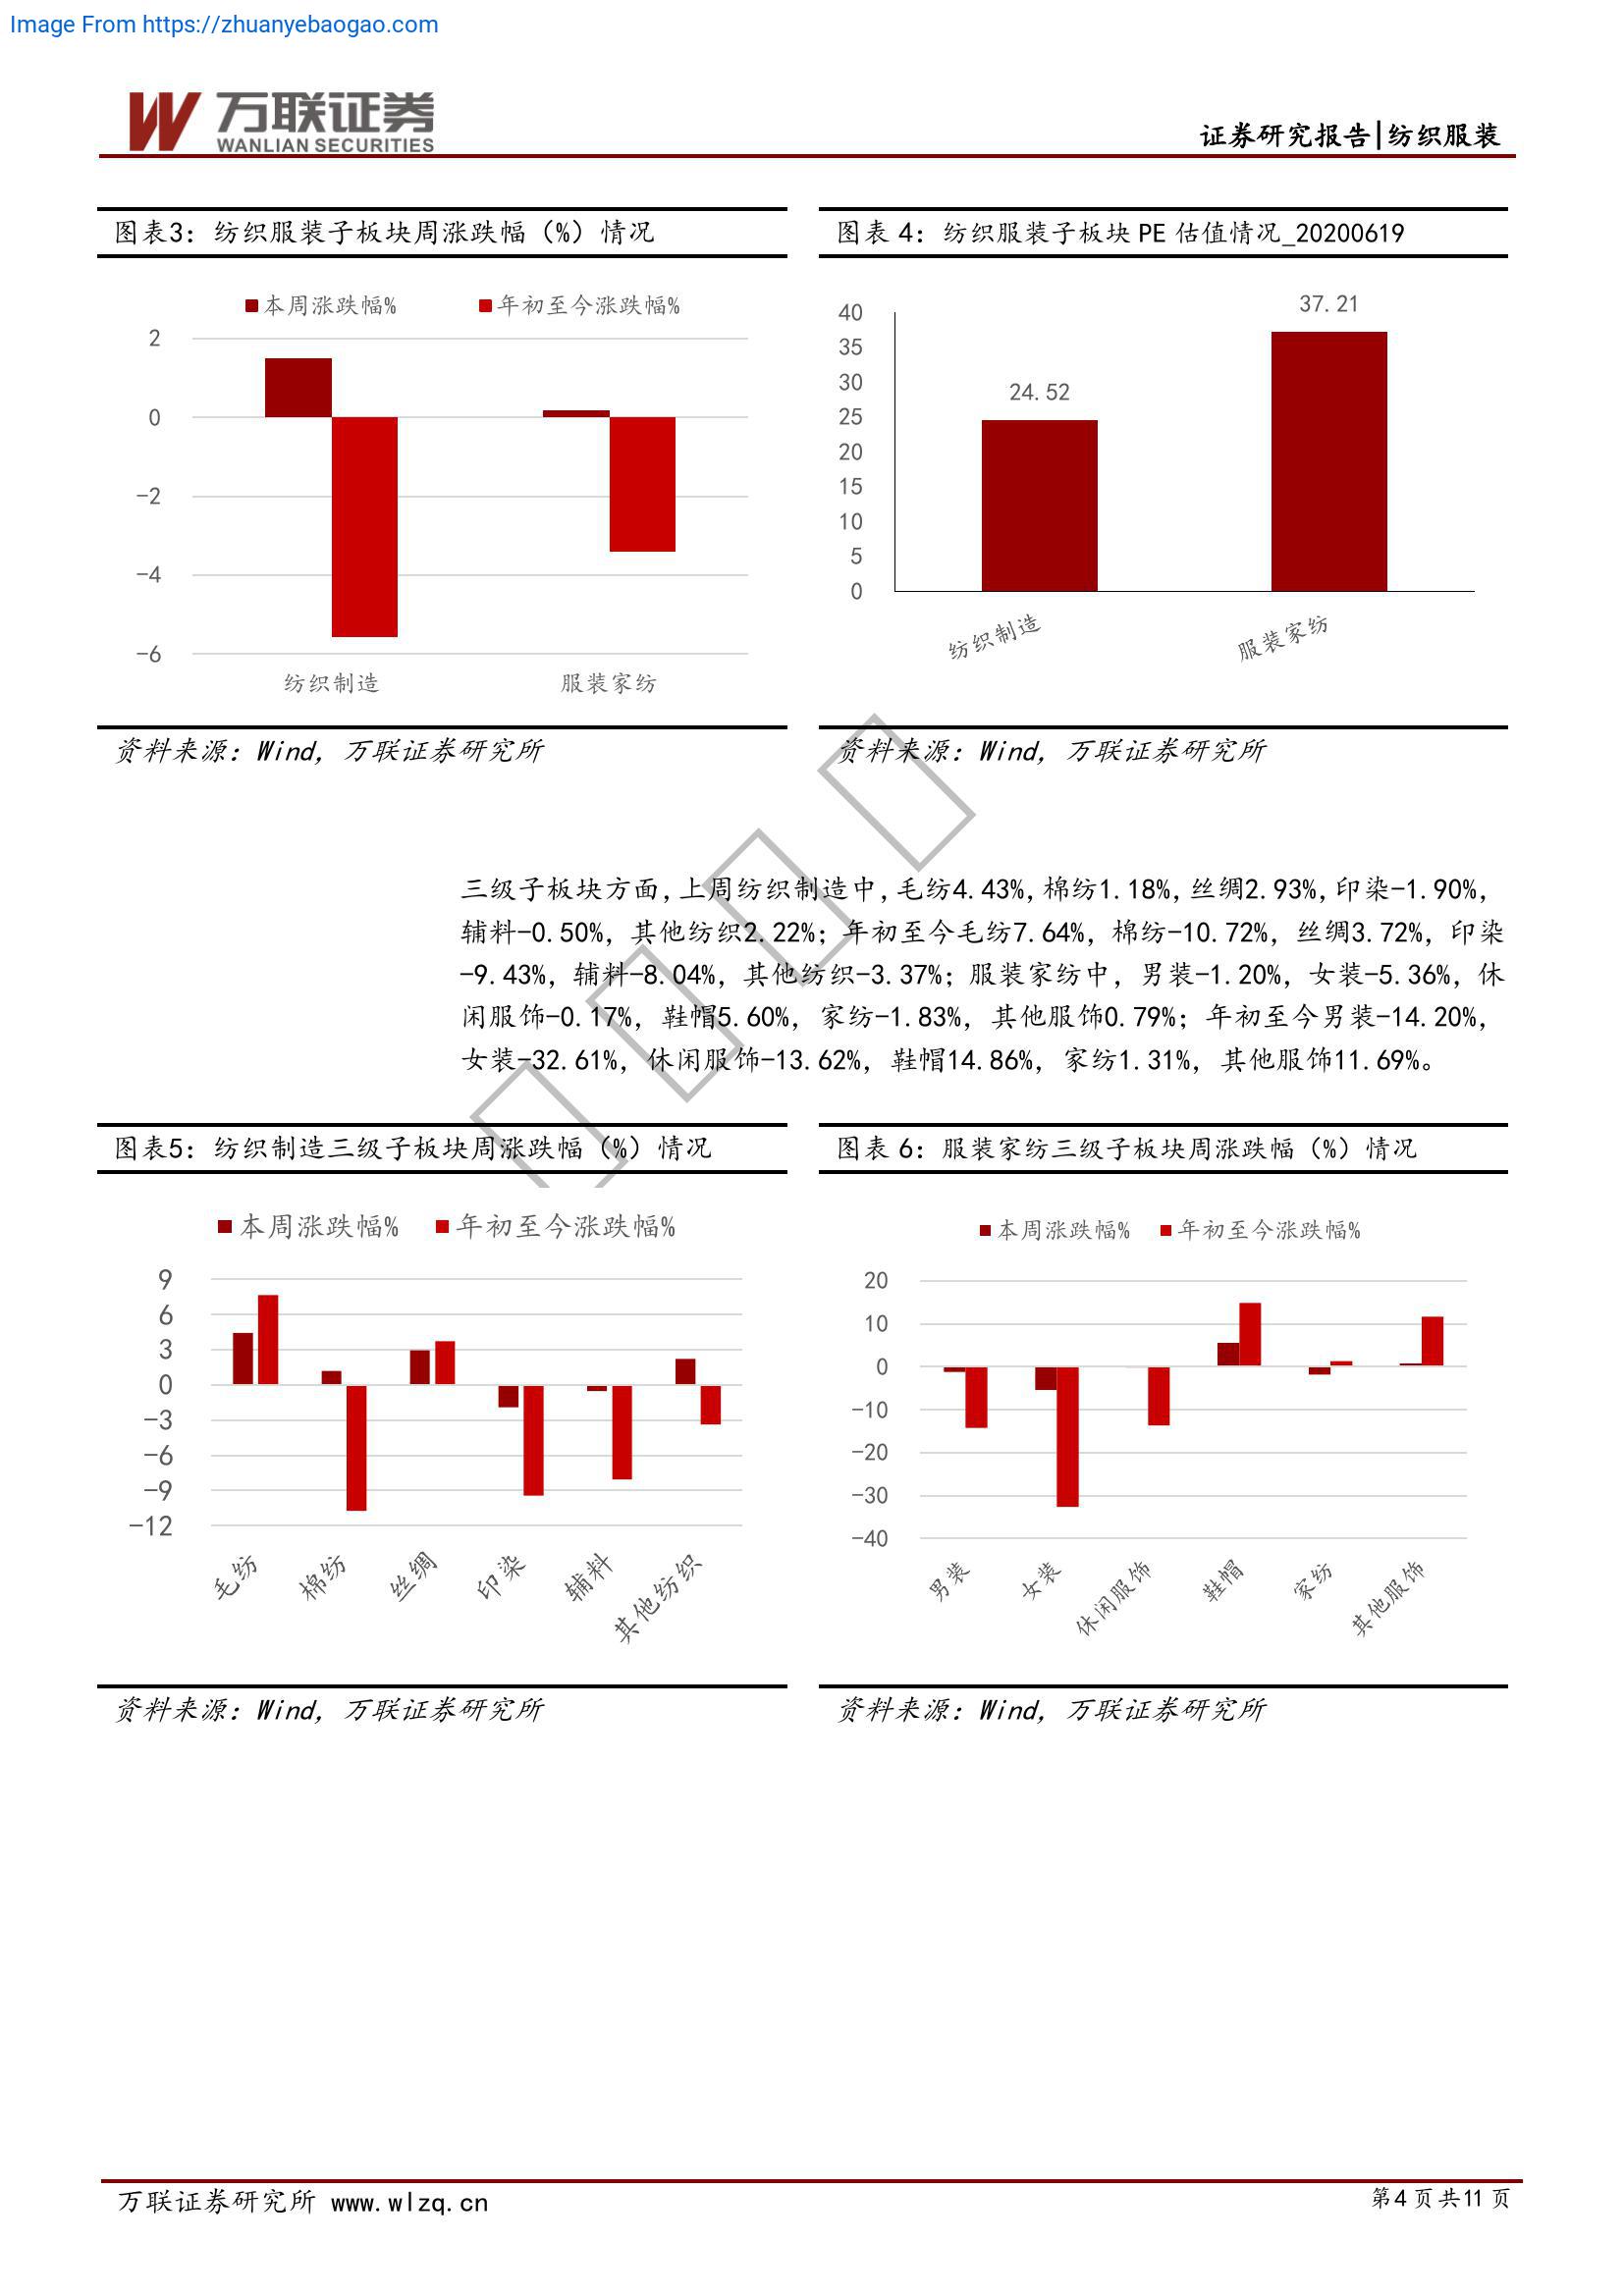 Image From https://zhuanyebaogao.com
万联证券
WANLIAN SECURITIES
证券研究报告|纺织服装
图表3：纺织服装子板块周涨跌幅（%）情况
本周涨跌幅% 年初至今涨跌幅%
2
0
-2
-4
-6
纺织制造 服装家纺
资料来源：Wind，万联证券研究所
图表 4：纺织服装子板块 PE 估值情况_20200619
40
35
30
25
20
15
10
5
0
24.52
37.21
纺织制造 服装家纺
资料来源：Wind，万联证券研究所
三级子板块方面,上周纺织制造中,毛纺4.43%,棉纺1.18%,丝绸2.93%,印染-1.90%,
辅料-0.50%，其他纺织2.22%；年初至今毛纺7.64%，棉纺-10.72%，丝绸3.72%，印染
-9.43%，辅料-8.04%，其他纺织-3.37%；服装家纺中，男装-1.20%，女装-5.36%，休
闲服饰-0.17%，鞋帽5.60%，家纺-1.83%，其他服饰0.79%；年初至今男装-14.20%，
女装-32.61%，休闲服饰-13.62%，鞋帽14.86%，家纺1.31%，其他服饰11.69%。
图表5：纺织制造三级子板块周涨跌幅（%）情况
本周涨跌幅% 年初至今涨跌幅%
9
6
3
0
-3
-6
-9
-12
毛纺 棉纺 丝绸 印染 辅料 其他纺织
资料来源：Wind，万联证券研究所
图表 6：服装家纺三级子板块周涨跌幅（%）情况
本周涨跌幅% 年初至今涨跌幅%
20
10
0
-10
-20
-30
-40
男装 女装 休闲服饰 鞋帽 家纺 其他服饰
资料来源：Wind，万联证券研究所
万联证券研究所 www.wlzq.cn
第4页共11页